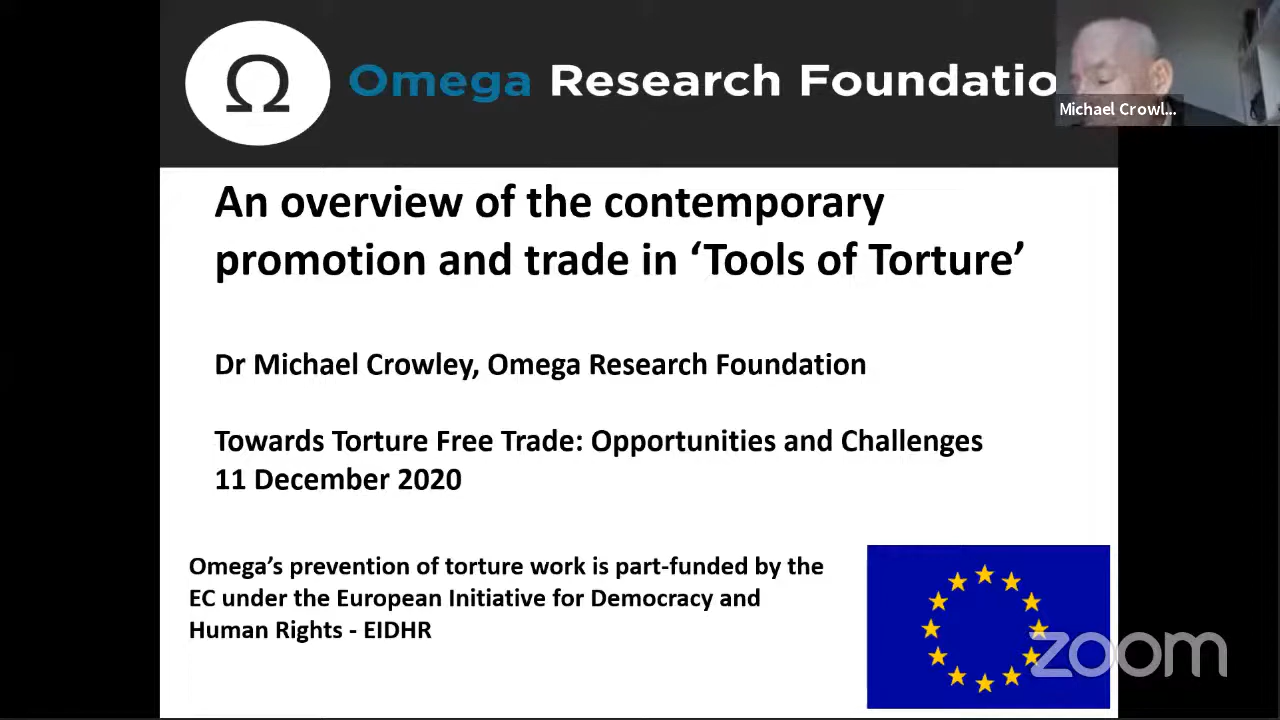 Ω Omega Research Foundatio
Michael Crowl...
An overview of the contemporary
promotion and trade in ‘Tools of Torture’
Dr Michael Crowley, Omega Research Foundation
Towards Torture Free Trade: Opportunities and Challenges
11 December 2020
Omega’s prevention of torture work is part-funded by the
EC under the European Initiative for Democracy and
Human Rights - EIDHR
zoom